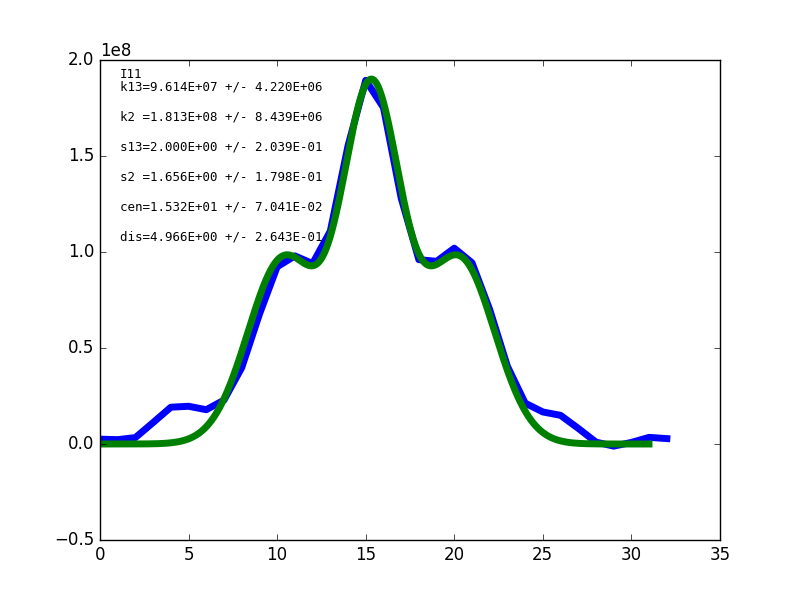 1e8
2.0
I11
k13=9.614E+07 +/- 4.220E+06
k2 =1.813E+08 +/- 8.439E+06
1.5
s13=2.000E+00 +/- 2.039E-01
s2 =1.656E+00 +/- 1.798E-01
cen=1.532E+01 +/- 7.041E-02
dis=4.966E+00 +/- 2.643E-01
1.0
0.5
0.0
−0.5
0 5 10 15 20 25 30 35